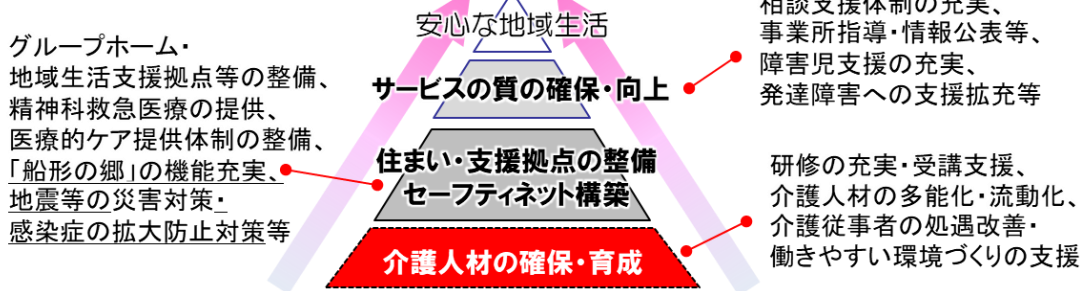 グループホーム・
地域生活支援拠点等の整備、
精神科救急医療の提供、
医療的ケア提供体制の整備、
「船形の郷」の機能充実、
地震等の災害対策・
感染症の拡大防止対策等
安心な地域生活
サービスの質の確保・向上
住まい・支援拠点の整備
セーフティネット構築
介護人材の確保・育成
相談支援体制の充実、
事業所指導・情報公表等、
障害児支援の充実、
発達障害への支援拡充等
研修の充実・受講支援、
介護人材の多能化・流動化、
介護従事者の処遇改善・
働きやすい環境づくりの支援